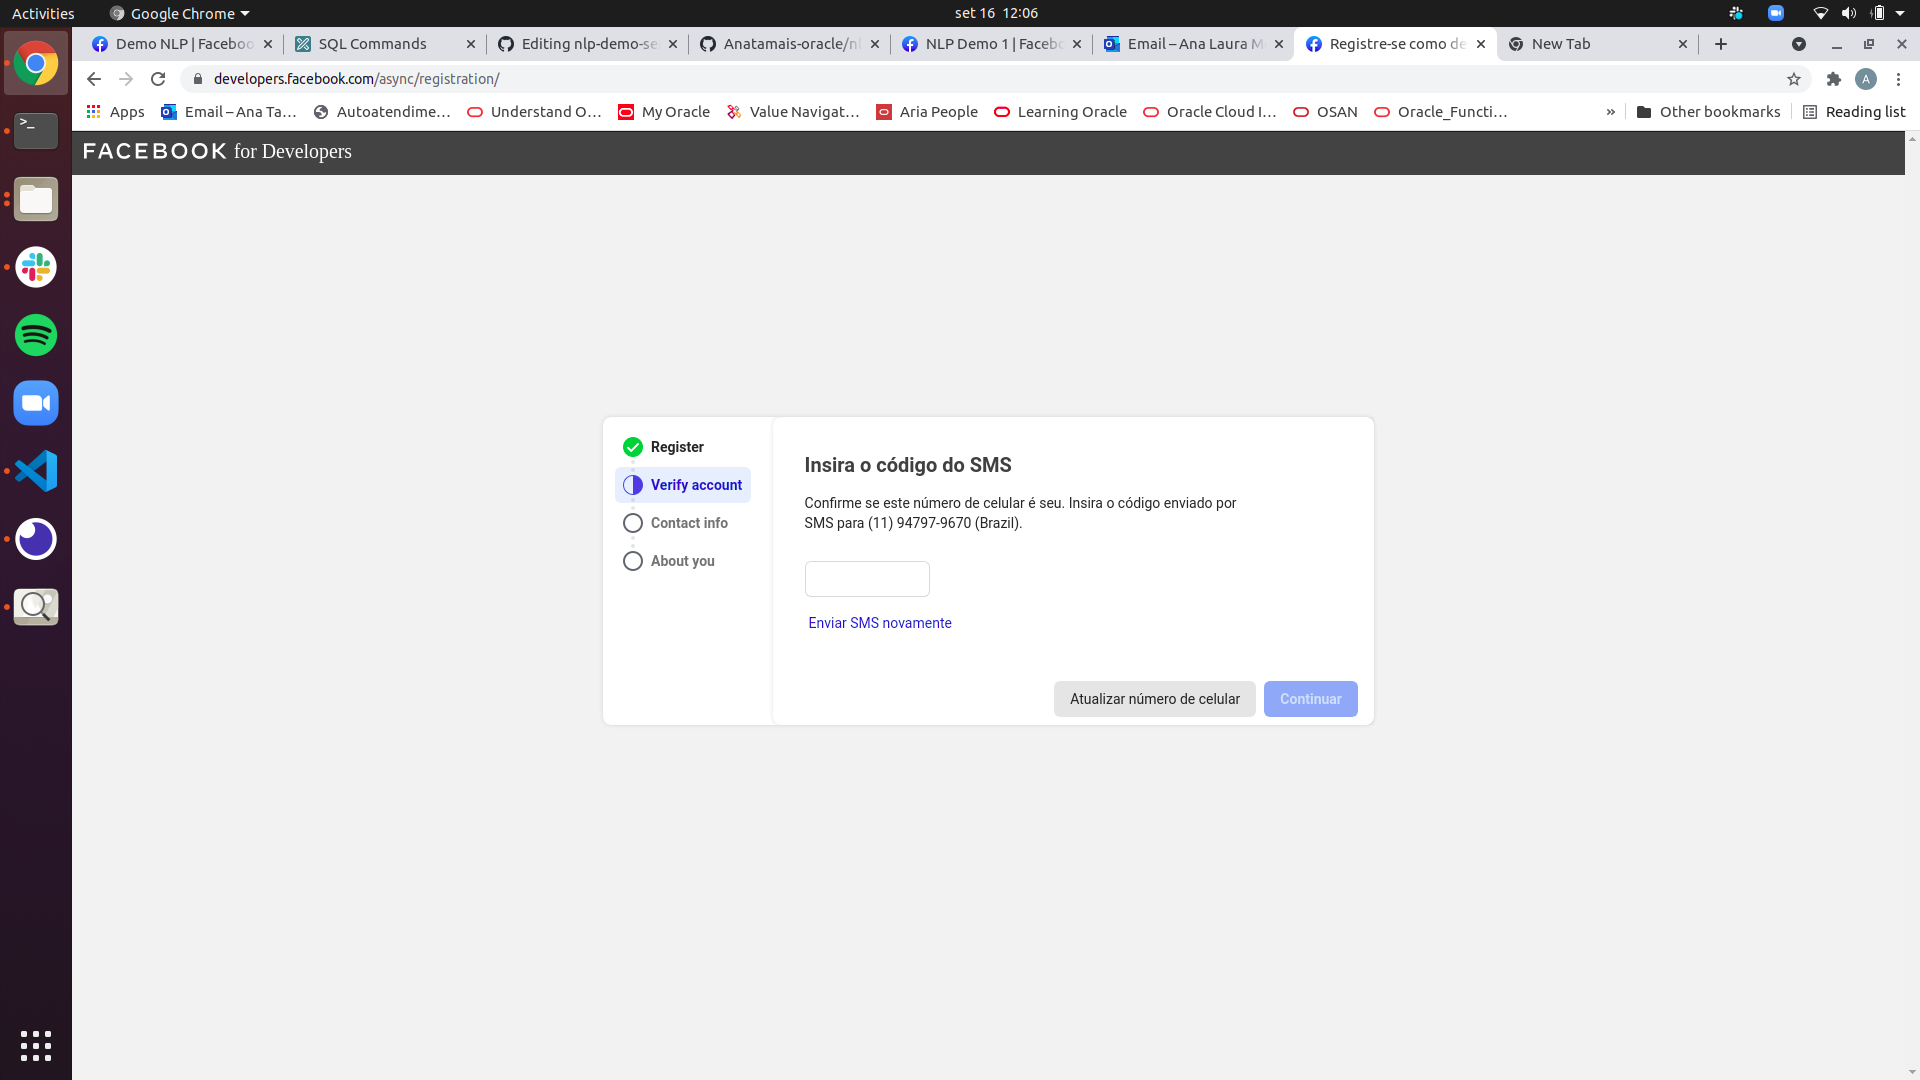 Activities
Google Chrome
set 16 12:06
Demo NLP | Faceboo
SQL Commands
Editing nlp-demo-se
Anatamais-oracle/nl
NLP Demo 1 | Facebo
Email – Ana Laura M
Registre-se como de
New Tab
developers.facebook.com/async/registration/
A
Apps
Email – Ana Ta…
Autoatendime…
Understand O…
My Oracle
Value Navigat…
Aria People
Learning Oracle
Oracle Cloud I…
OSAN
Oracle_Functi…
»
Other bookmarks
Reading list
FACEBOOK for Developers
Register
Verify account
Contact info
About you
Insira o código do SMS
Confirme se este número de celular é seu. Insira o código enviado por
SMS para (11) 94797-9670 (Brazil).
Enviar SMS novamente
Atualizar número de celular
Continuar